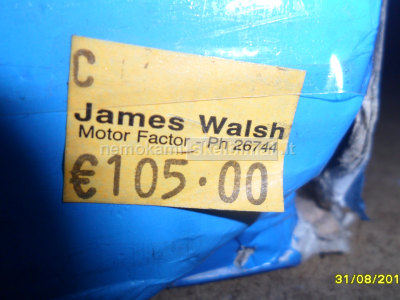 C
James Walsh
Motor Factor Ph 26744
€105.00
31/08/201